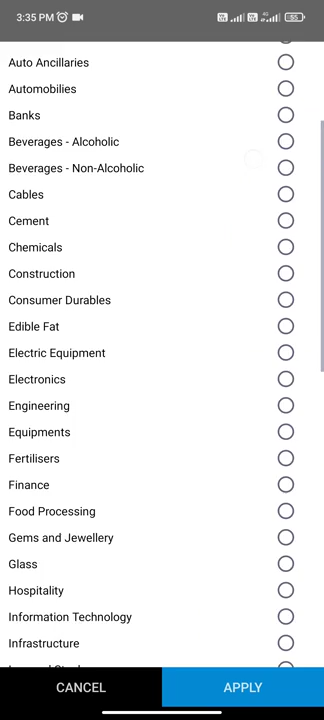 3:35 PM
55
Auto Ancillaries
Automobilies
Banks
Beverages - Alcoholic
Beverages - Non-Alcoholic
Cables
Cement
Chemicals
Construction
Consumer Durables
Edible Fat
Electric Equipment
Electronics
Engineering
Equipments
Fertilisers
Finance
Food Processing
Gems and Jewellery
Glass
Hospitality
Information Technology
Infrastructure
CANCEL
APPLY